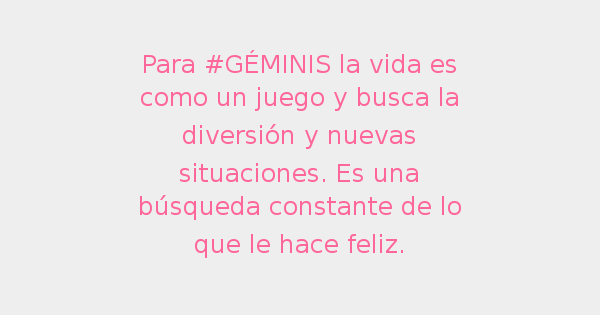 Para #GÉMINIS la vida es
como un juego y busca la
diversión y nuevas
situaciones. Es una
búsqueda constante de lo
que le hace feliz.